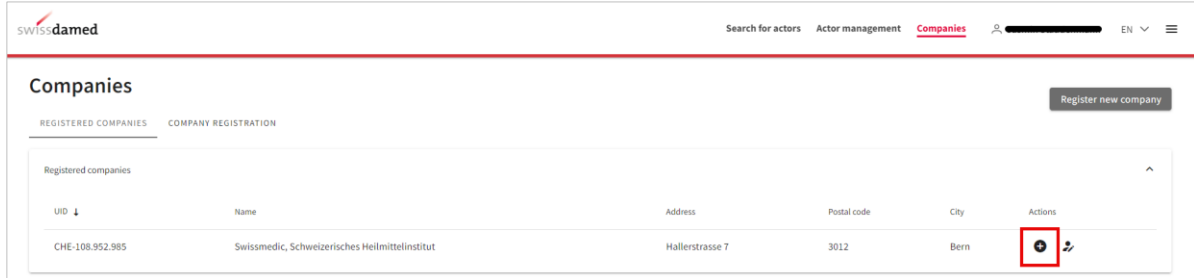 swissdamed
Search for actors Actor management Companies EN
Companies
Register new company
REGISTERED COMPANIES COMPANY REGISTRATION
Registered companies
UID Name Address Postal code City Actions
CHE-108.952.985 Swissmedic, Schweizerisches Heilmittelinstitut Hallerstrasse 7 3012 Bern